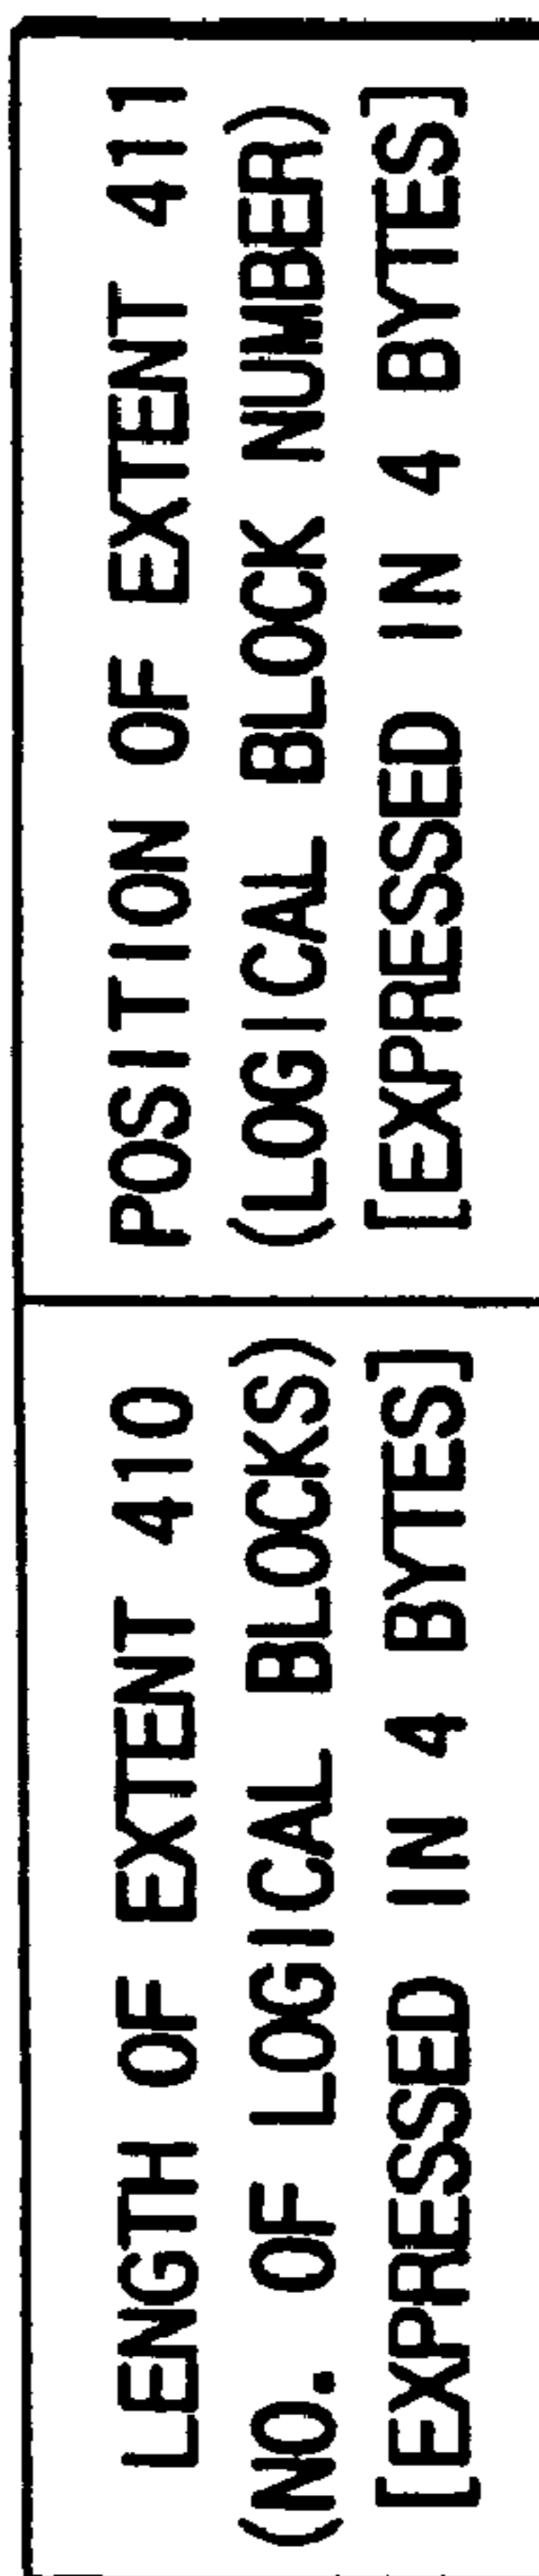 LENGTH OF EXTENT 410
(NO. OF LOGICAL BLOCKS)
[EXPRESSED IN 4 BYTES]
POSITION OF EXTENT 411
(LOGICAL BLOCK NUMBER)
[EXPRESSED IN 4 BYTES]